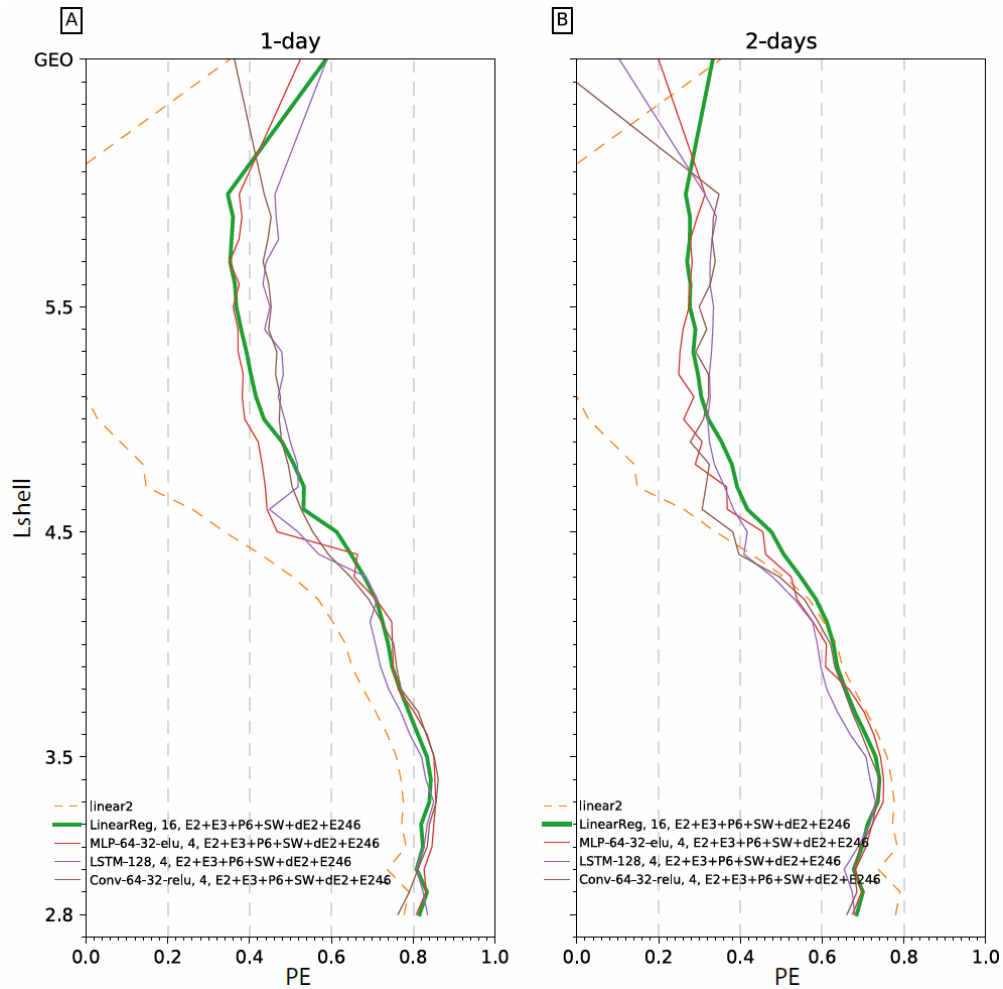 A
1-day
GEO
5.5
4.5
3.5
2.8
Lshell
linear2
LinearReg, 16, E2+E3+P6+SW+dE2+E246
MLP-64-32-elu, 4, E2+E3+P6+SW+dE2+E246
LSTM-128, 4, E2+E3+P6+SW+dE2+E246
Conv-64-32-relu, 4, E2+E3+P6+SW+dE2+E246
0.0 0.2 0.4 0.6 0.8 1.0
PE
B
2-days
linear2
LinearReg, 16, E2+E3+P6+SW+dE2+E246
MLP-64-32-elu, 4, E2+E3+P6+SW+dE2+E246
LSTM-128, 4, E2+E3+P6+SW+dE2+E246
Conv-64-32-relu, 4, E2+E3+P6+SW+dE2+E246
0.0 0.2 0.4 0.6 0.8 1.0
PE